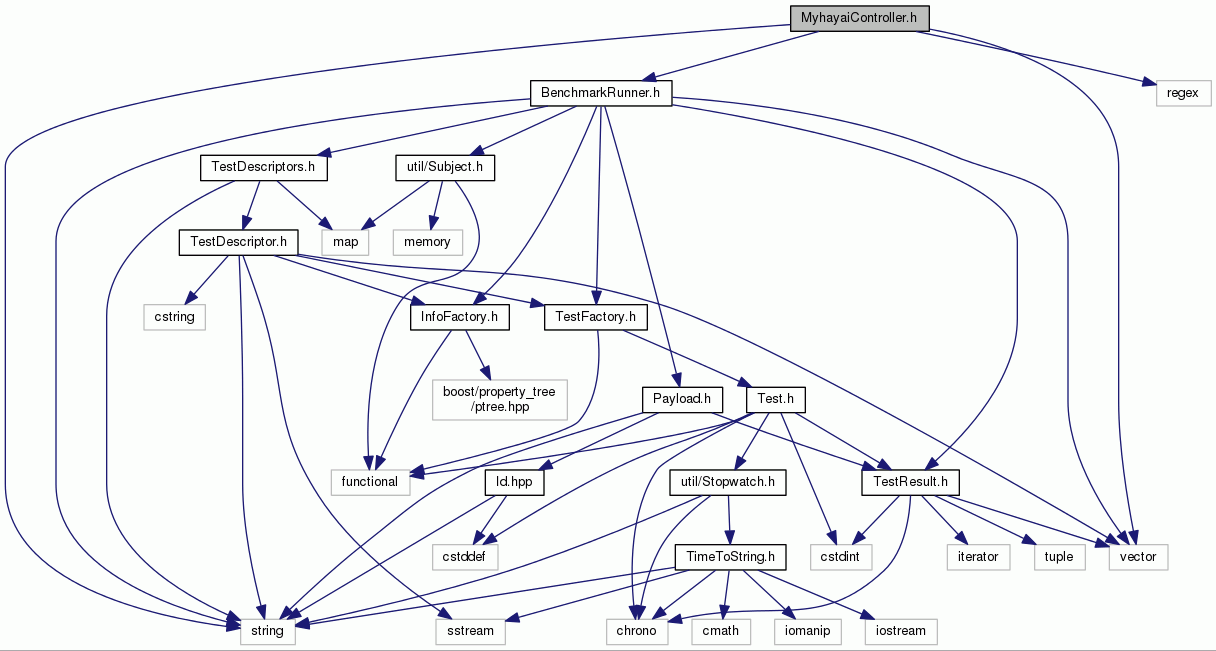 MyhayaiController.h
BenchmarkRunner.h
regex
TestDescriptors.h
util/Subject.h
TestDescriptor.h
map
memory
cstring
InfoFactory.h
TestFactory.h
boost/property_tree
/ptree.hpp
Payload.h
Test.h
functional
Id.hpp
util/Stopwatch.h
TestResult.h
cstddef
TimeToString.h
cstdint
iterator
tuple
vector
string
sstream
chrono
cmath
iomanip
iostream